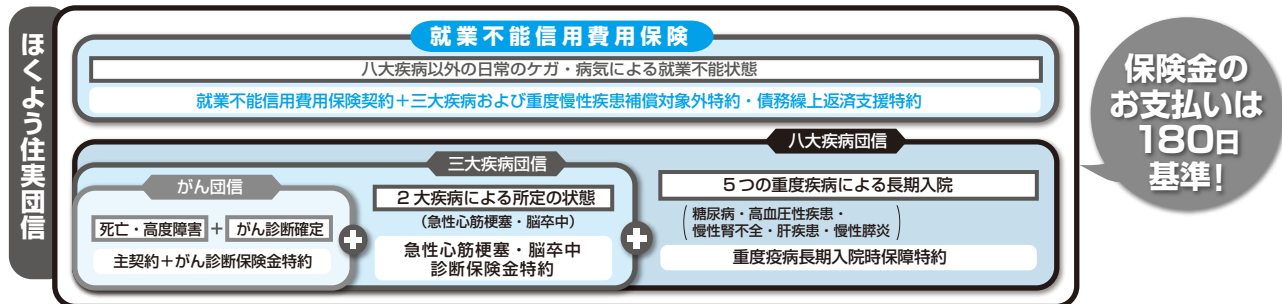 ほくよう住実団信
就業不能信用費用保険
八大疾病以外の日常のケガ・病気による就業不能状態
就業不能信用費用保険契約+三大疾病および重度慢性疾患補償対象外特約・債務繰上返済支援特約
八大疾病団信
三大疾病団信
がん団信
死亡・高度障害 + がん診断確定
主契約+がん診断保険金特約
+
2大疾病による所定の状態
(急性心筋梗塞・脳卒中)
急性心筋梗塞・脳卒中
診断保険金特約
+
5つの重度疾病による長期入院
(糖尿病・高血圧性疾患・
慢性腎不全・肝疾患・慢性膵炎)
重度疫病長期入院時保障特約
保険金の
お支払いは
180日
基準!